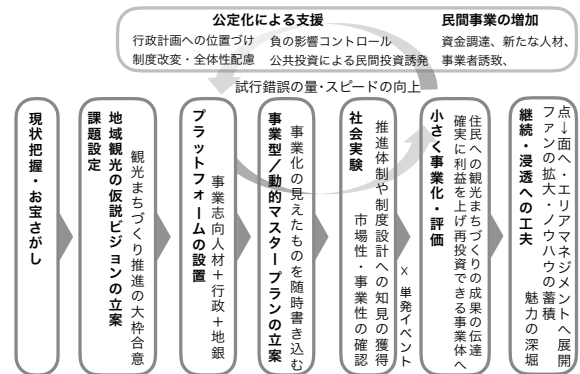 公定化による支援
民間事業の増加
行政計画への位置づけ 負の影響コントロール
制度改変・全体性配慮 公共投資による民間投資誘発
資金調達、新たな人材、
事業者誘致、
試行錯誤の量・スピードの向上
現状把握・お宝さがし
地域観光の仮説ビジョンの立案
課題設定
観光まちづくり推進の大枠合意
プラットフォームの設置
事業志向人材＋行政＋地銀
事業型／動的マスタープランの立案
事業化の見えたものを随時書き込む
社会実験
推進体制や制度設計への知見の獲得
市場性・事業性の確認
× 単発イベント
小さく事業化・評価
住民への観光まちづくりの成果の伝達
確実に利益を上げ再投資できる事業体へ
継続・浸透への工夫
点→面へ・エリアマネジメントへ展開
ファンの拡大・ノウハウの蓄積
魅力の深堀